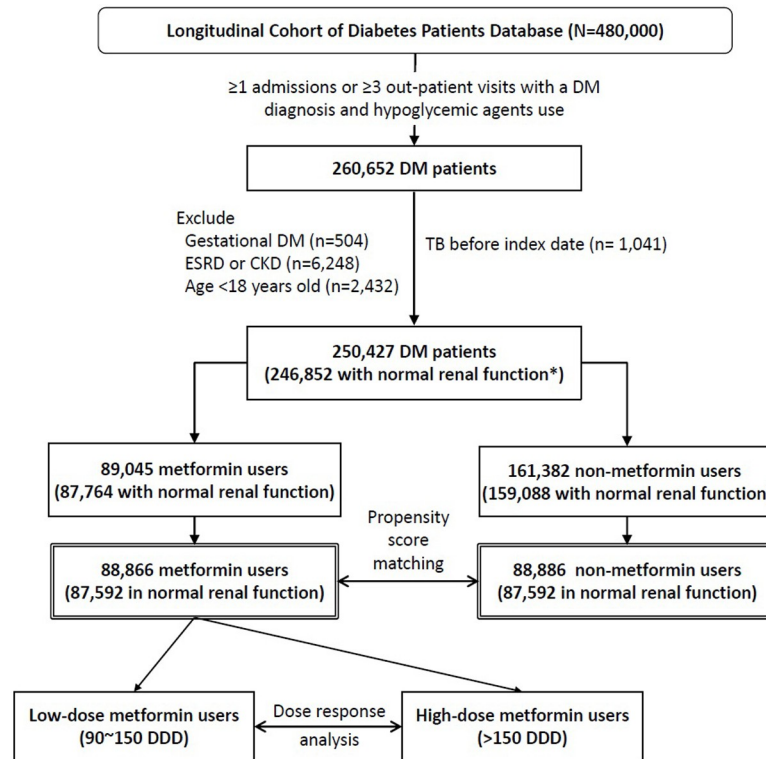 Longitudinal Cohort of Diabetes Patients Database (N=480,000)
≥1 admissions or ≥3 out-patient visits with a DM
diagnosis and hypoglycemic agents use
260,652 DM patients
Exclude
Gestational DM (n=504)
ESRD or CKD (n=6,248)
Age <18 years old (n=2,432)
TB before index date (n= 1,041)
250,427 DM patients
(246,852 with normal renal function*)
89,045 metformin users
(87,764 with normal renal function)
161,382 non-metformin users
(159,088 with normal renal function
Propensity
score
matching
88,866 metformin users
(87,592 in normal renal function)
88,886 non-metformin users
(87,592 in normal renal function)
Low-dose metformin users
(90~150 DDD)
Dose response
analysis
High-dose metformin users
(>150 DDD)